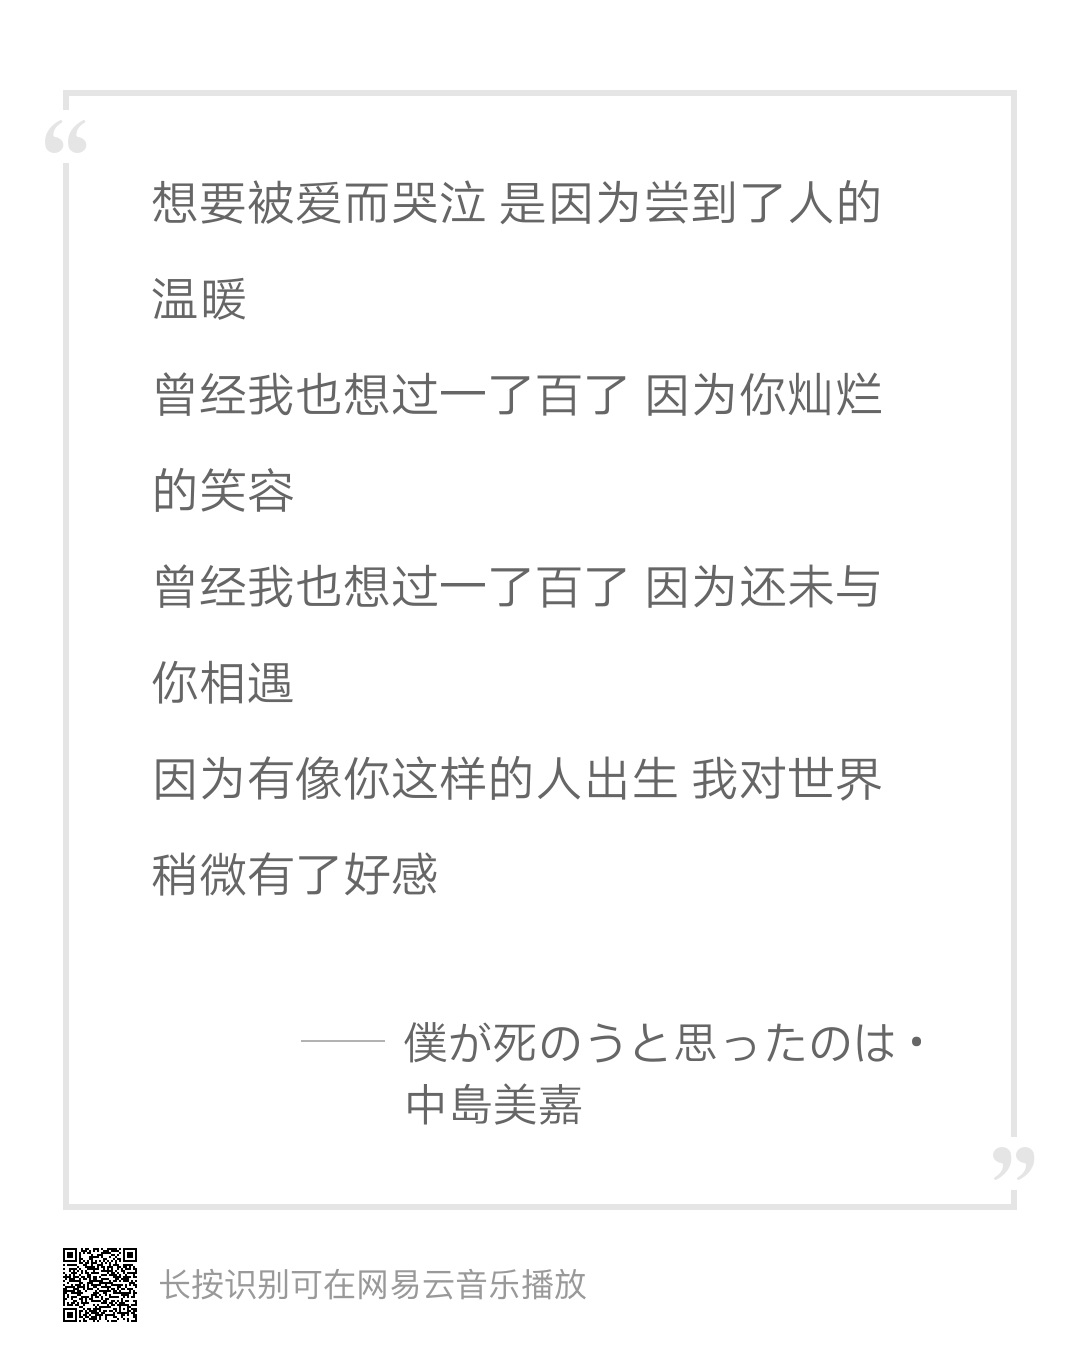 “
想要被爱而哭泣 是因为尝到了人的
温暖
曾经我也想过一了百了 因为你灿烂
的笑容
曾经我也想过一了百了 因为还未与
你相遇
因为有像你这样的人出生 我对世界
稍微有了好感
—— 僕が死のうと思ったのは・
中島美嘉
”
长按识别可在网易云音乐播放